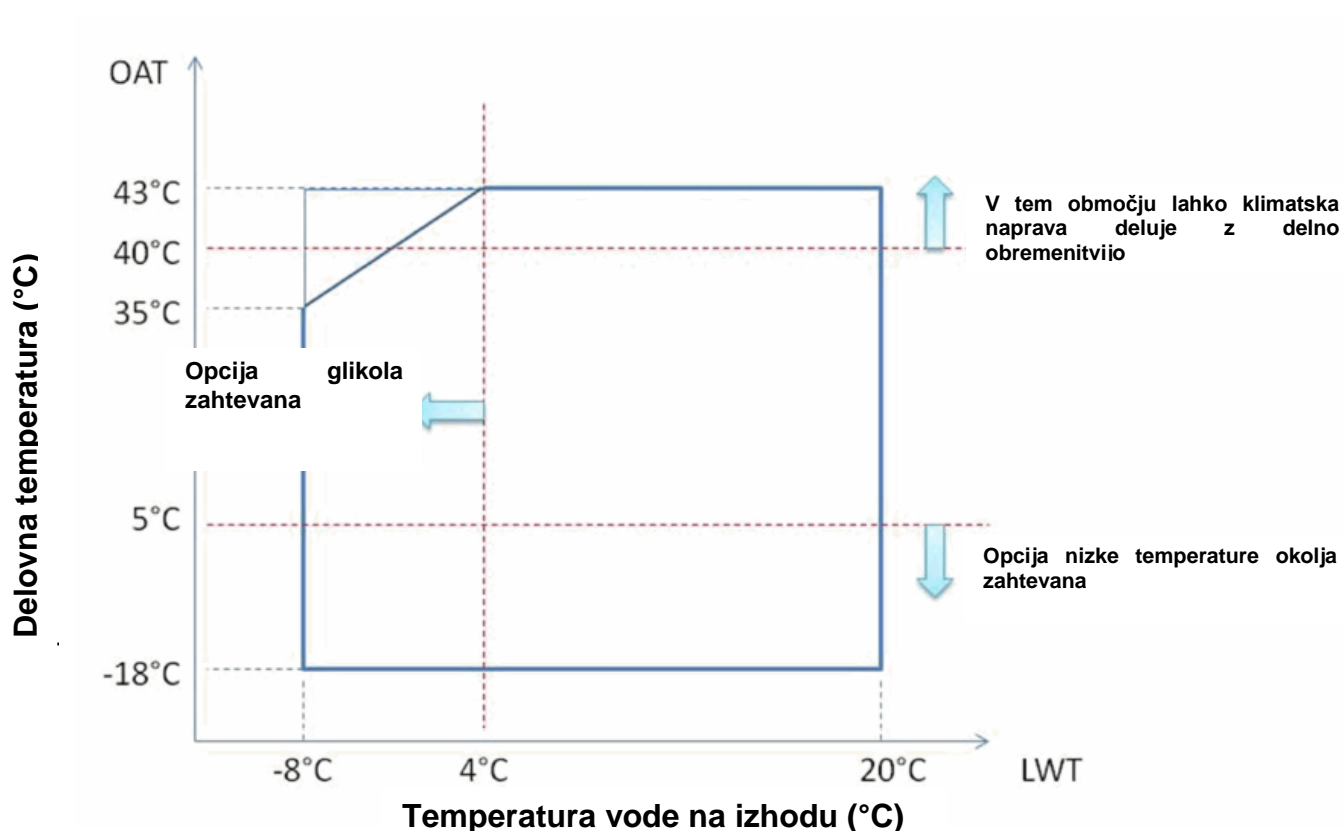 OAT
43°C
40°C
35°C
5°C
-18°C
Delovna temperatura (°C)
V tem območju lahko klimatska
naprava deluje z delno
obremenitvijo
Opcija glikola
zahtevana
Opcija nizke temperature okolja
zahtevana
-8°C 4°C 20°C LWT
Temperatura vode na izhodu (°C)